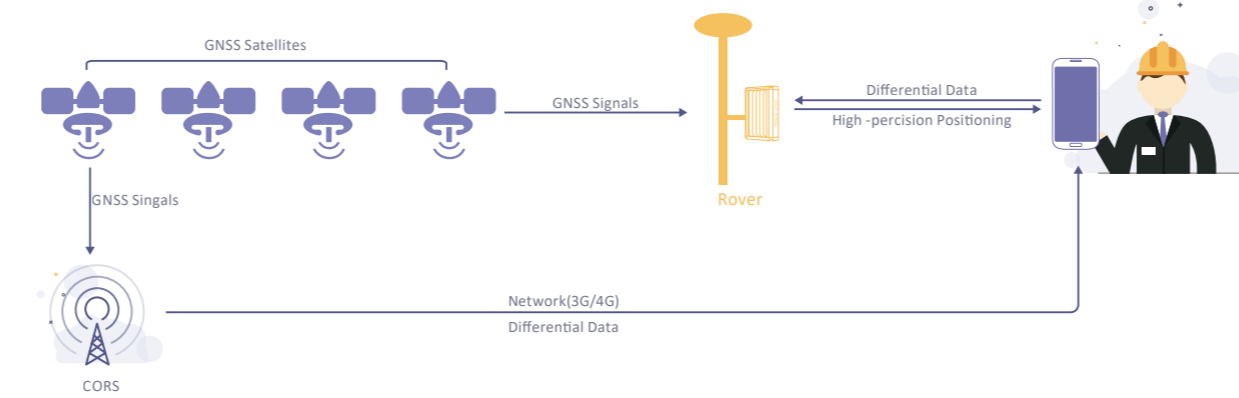 GNSS Satellites
GNSS Signals
Differential Data
High -percision Positioning
Rover
GNSS Singals
Network(3G/4G)
Differential Data
CORS